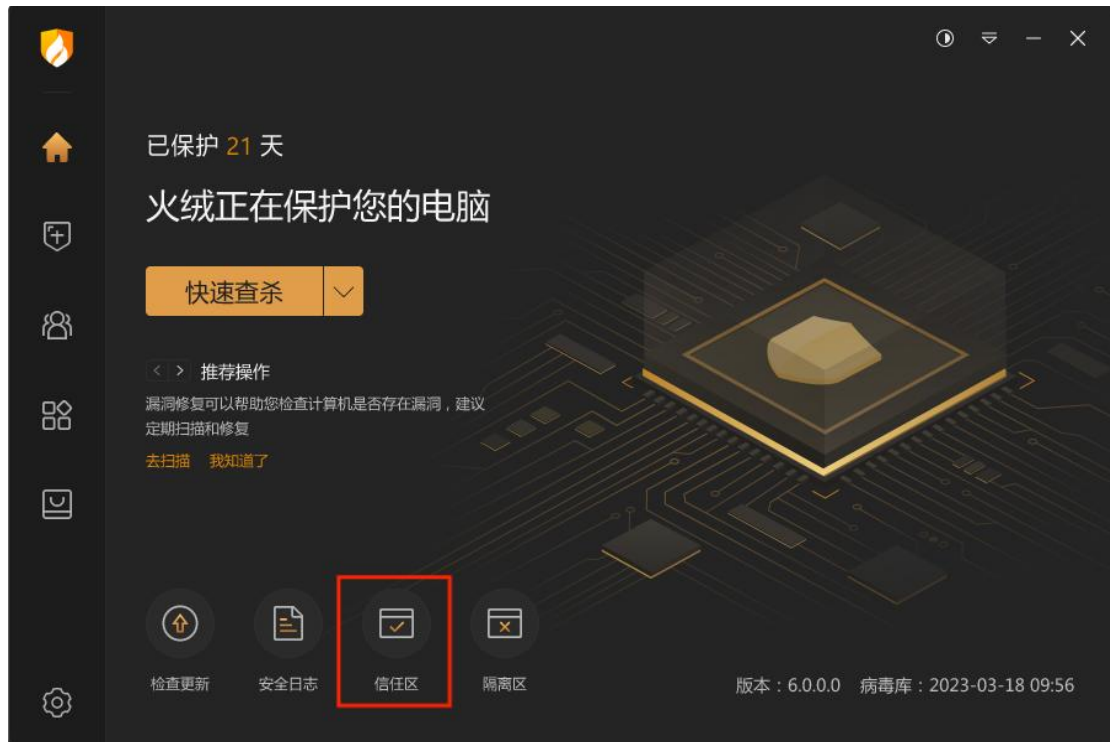 已保护 21 天
火绒正在保护您的电脑
快速查杀
推荐操作
漏洞修复可以帮助您检查计算机是否存在漏洞，建议
定期扫描和修复
去扫描 我知道了
检查更新 安全日志 信任区 隔离区
版本：6.0.0.0 病毒库：2023-03-18 09:56